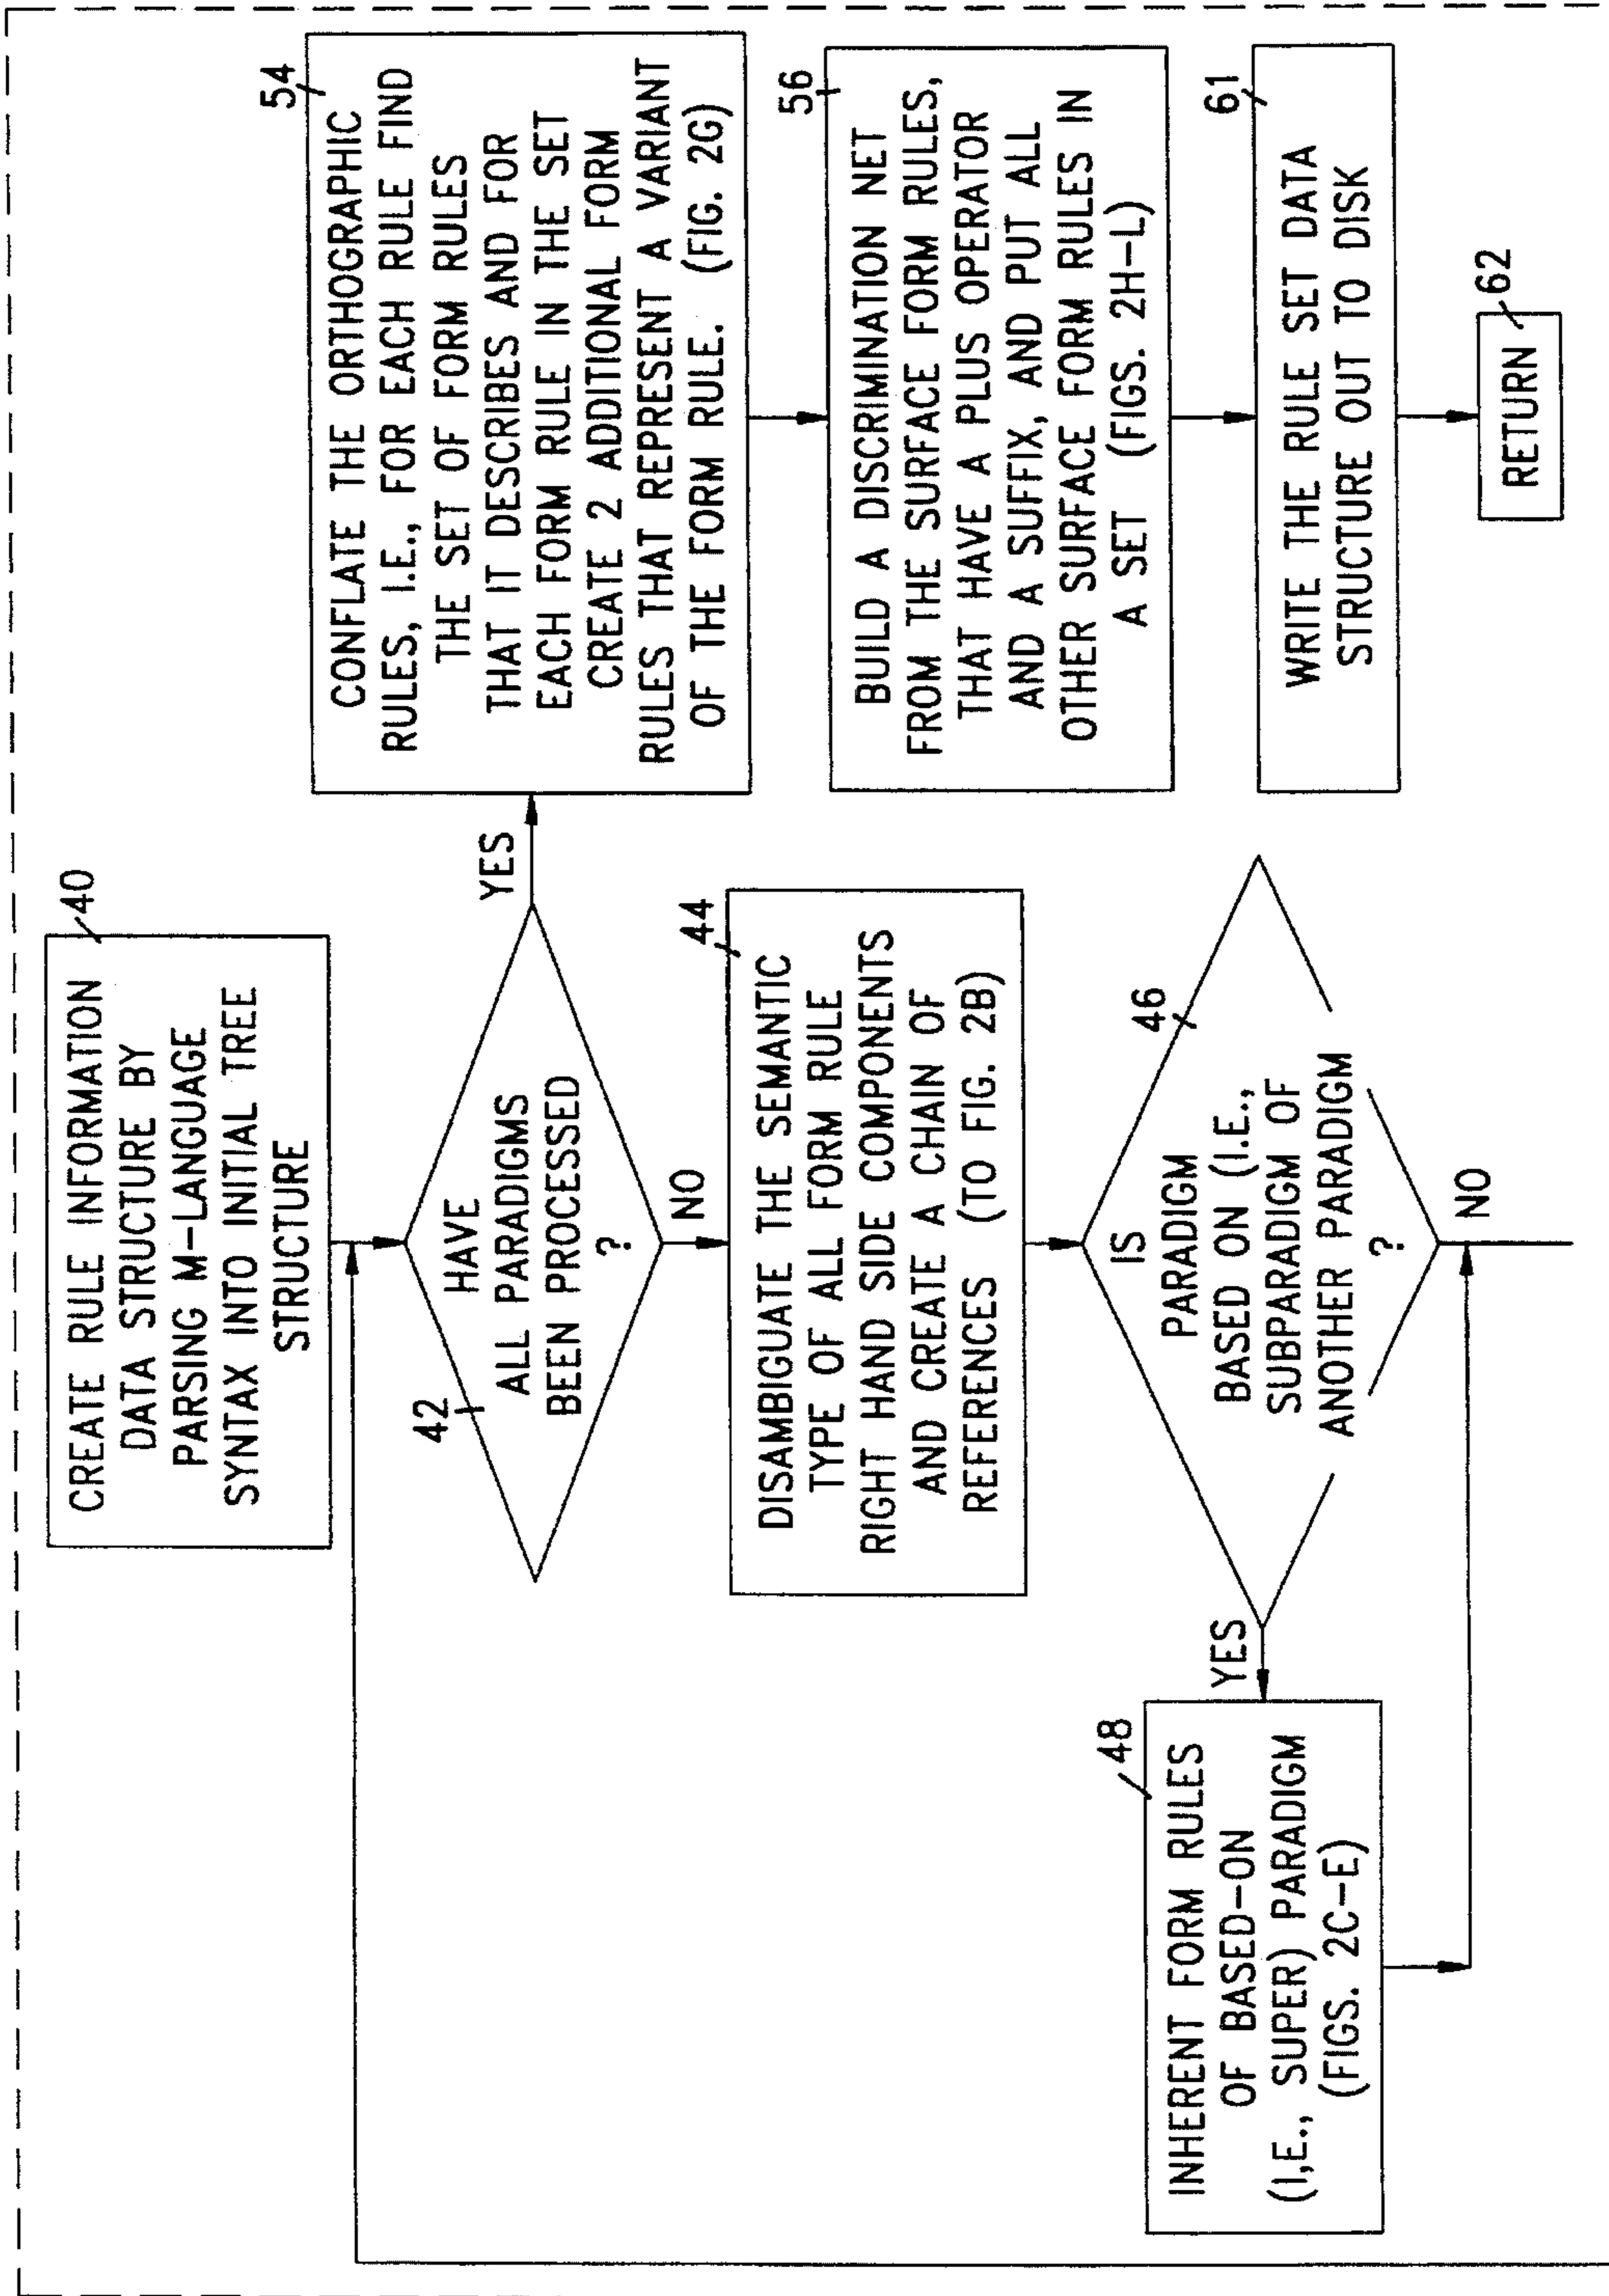 CREATE RULE INFORMATION
DATA STRUCTURE BY
PARSING M-LANGUAGE
SYNTAX INTO INITIAL TREE
STRUCTURE
40
HAVE
ALL PARADIGMS
BEEN PROCESSED
?
42
YES
NO
DISAMBIGUATE THE SEMANTIC
TYPE OF ALL FORM RULE
RIGHT HAND SIDE COMPONENTS
AND CREATE A CHAIN OF
REFERENCES (TO FIG. 2B)
44
IS
PARADIGM
BASED ON (I.E.,
SUBPARADIGM OF
ANOTHER PARADIGM
?
46
YES
NO
INHERENT FORM RULES
OF BASED-ON
(I,E., SUPER) PARADIGM
(FIGS. 2C-E)
48
54
CONFLATE THE ORTHOGRAPHIC
RULES, I.E., FOR EACH RULE FIND
THE SET OF FORM RULES
THAT IT DESCRIBES AND FOR
EACH FORM RULE IN THE SET
CREATE 2 ADDITIONAL FORM
RULES THAT REPRESENT A VARIANT
OF THE FORM RULE. (FIG. 2G)
56
BUILD A DISCRIMINATION NET
FROM THE SURFACE FORM RULES,
THAT HAVE A PLUS OPERATOR
AND A SUFFIX, AND PUT ALL
OTHER SURFACE FORM RULES IN
A SET (FIGS. 2H-L)
61
WRITE THE RULE SET DATA
STRUCTURE OUT TO DISK
62
RETURN